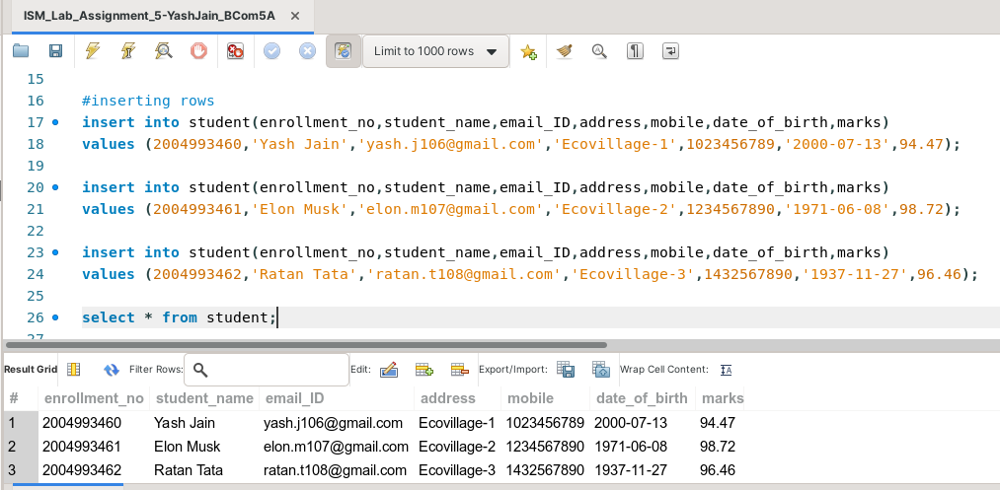 ISM_Lab_Assignment_5-YashJain_BCom5A
Limit to 1000 rows
15
16 #inserting rows
17 insert into student(enrollment_no,student_name,email_ID,address,mobile,date_of_birth,marks)
18 values (2004993460,'Yash Jain','yash.j106@gmail.com','Ecovillage-1',1023456789,'2000-07-13',94.47);
19
20 insert into student(enrollment_no,student_name,email_ID,address,mobile,date_of_birth,marks)
21 values (2004993461,'Elon Musk','elon.m107@gmail.com','Ecovillage-2',1234567890,'1971-06-08',98.72);
22
23 insert into student(enrollment_no,student_name,email_ID,address,mobile,date_of_birth,marks)
24 values (2004993462,'Ratan Tata','ratan.t108@gmail.com','Ecovillage-3',1432567890,'1937-11-27',96.46);
25
26 select * from student;
27
Result Grid Filter Rows: Edit: Export/Import: Wrap Cell Content:
# enrollment_no student_name email_ID address mobile date_of_birth marks
1 2004993460 Yash Jain yash.j106@gmail.com Ecovillage-1 1023456789 2000-07-13 94.47
2 2004993461 Elon Musk elon.m107@gmail.com Ecovillage-2 1234567890 1971-06-08 98.72
3 2004993462 Ratan Tata ratan.t108@gmail.com Ecovillage-3 1432567890 1937-11-27 96.46